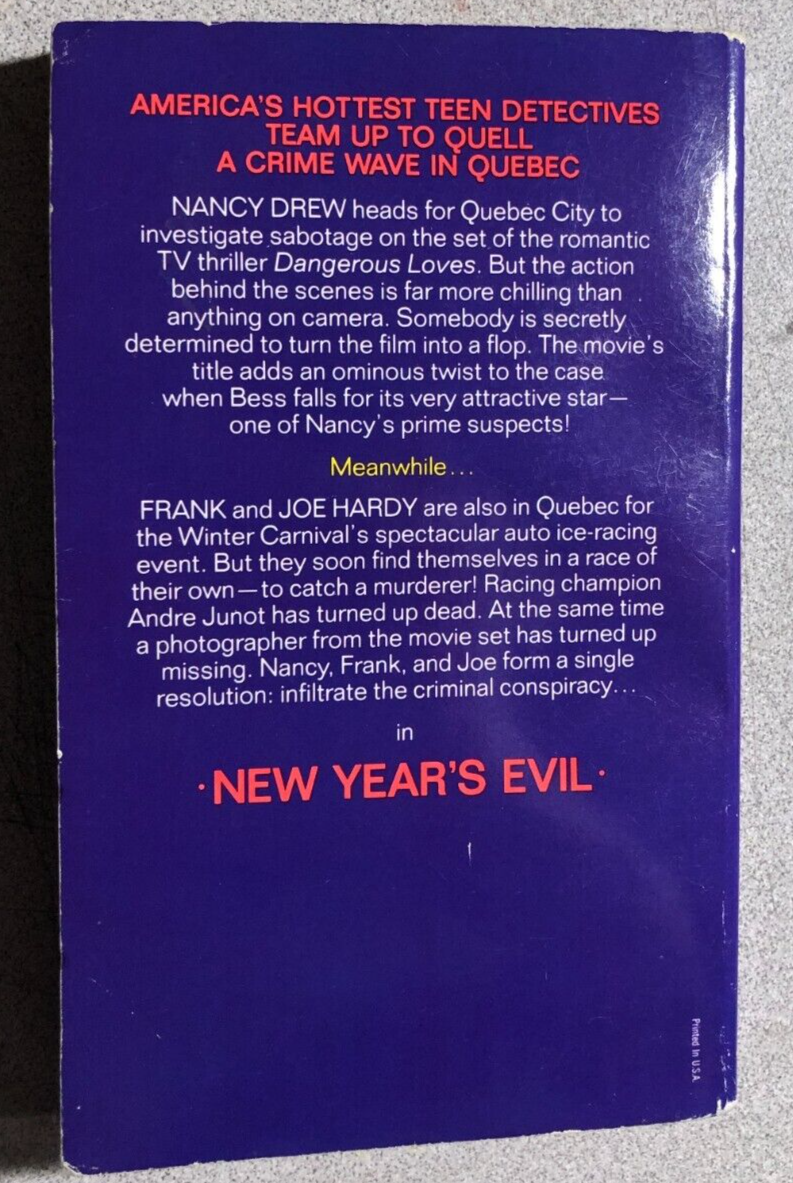 AMERICA'S HOTTEST TEEN DETECTIVES
TEAM UP TO QUELL
A CRIME WAVE IN QUEBEC
NANCY DREW heads for Quebec City to
investigate sabotage on the set of the romantic
TV thriller Dangerous Loves. But the action
behind the scenes is far more chilling than
anything on camera. Somebody is secretly
determined to turn the film into a flop. The movie's
title adds an ominous twist to the case
when Bess falls for its very attractive star—
one of Nancy's prime suspects!
Meanwhile...
FRANK and JOE HARDY are also in Quebec for
the Winter Carnival's spectacular auto ice-racing
event. But they soon find themselves in a race of
their own—to catch a murderer! Racing champion
Andre Junot has turned up dead. At the same time
a photographer from the movie set has turned up
missing. Nancy, Frank, and Joe form a single
resolution: infiltrate the criminal conspiracy...
in
·NEW YEAR'S EVIL·
Printed In U.S.A.